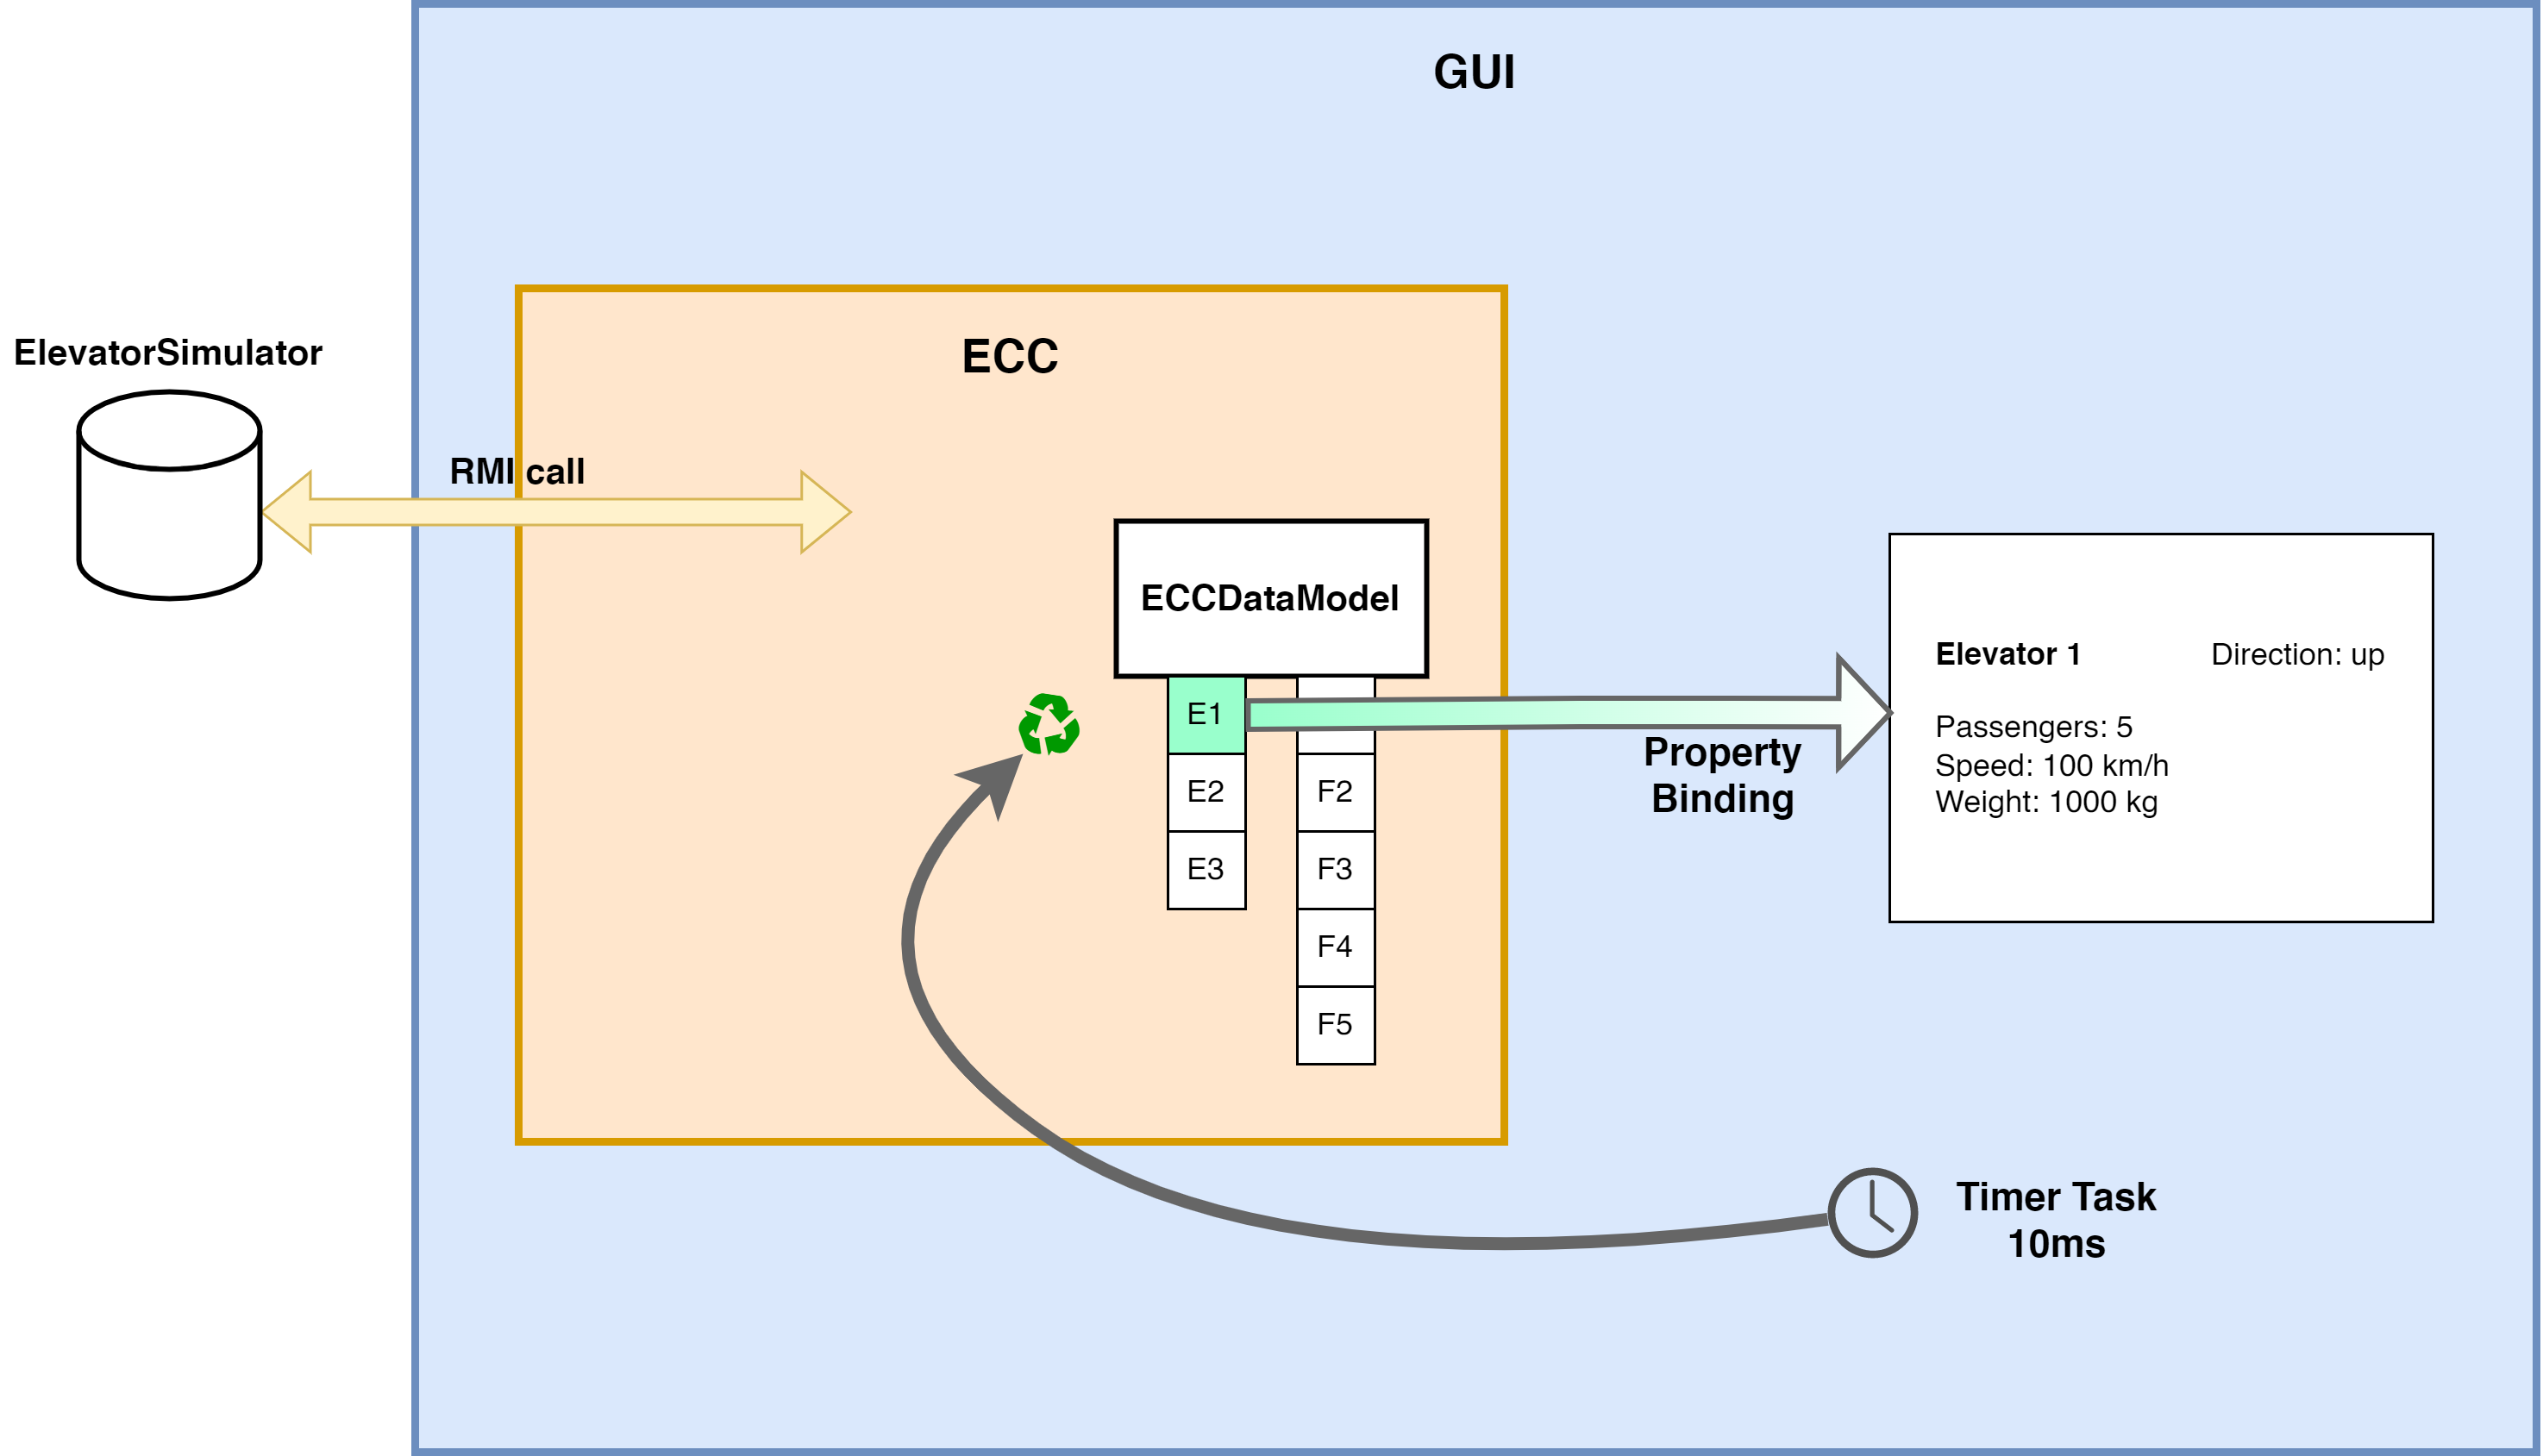 GUI
ElevatorSimulator
ECC
RMI call
ECCDataModel
E1
E2
E3
F2
F3
F4
F5
Property
Binding
Elevator 1 Direction: up
Passengers: 5
Speed: 100 km/h
Weight: 1000 kg
Timer Task
10ms